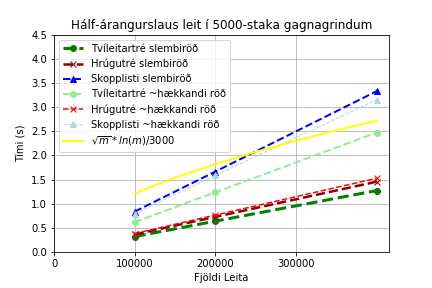 Hálf-árangurslaus leit í 5000-staka gagnagrindum
4.5
4.0
3.5
3.0
2.5
2.0
1.5
1.0
0.5
0.0
Tími (s)
Tvíleitartré slembiröð
Hrúgutré slembiröð
Skopplisti slembiröð
Tvíleitartré ~hækkandi röð
Hrúgutré ~hækkandi röð
Skopplisti ~hækkandi röð
√m * ln(m)/3000
0 100000 200000 300000
Fjöldi Leita